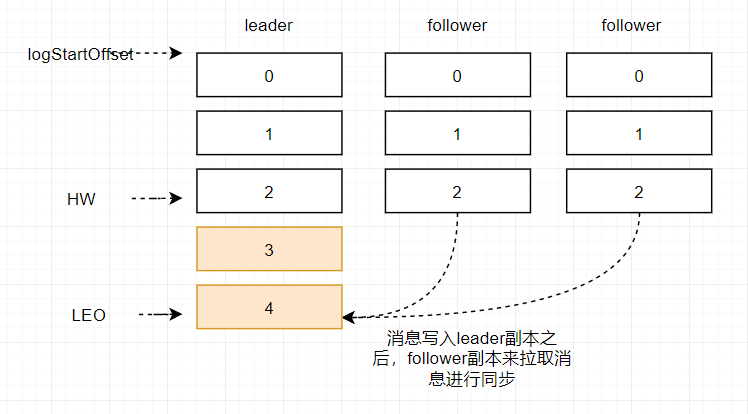 leader follower follower
logStartOffset 0 0 0
1 1 1
HW 2 2 2
3
LEO 4
消息写入leader副本之
后，follower副本来拉取消
息进行同步